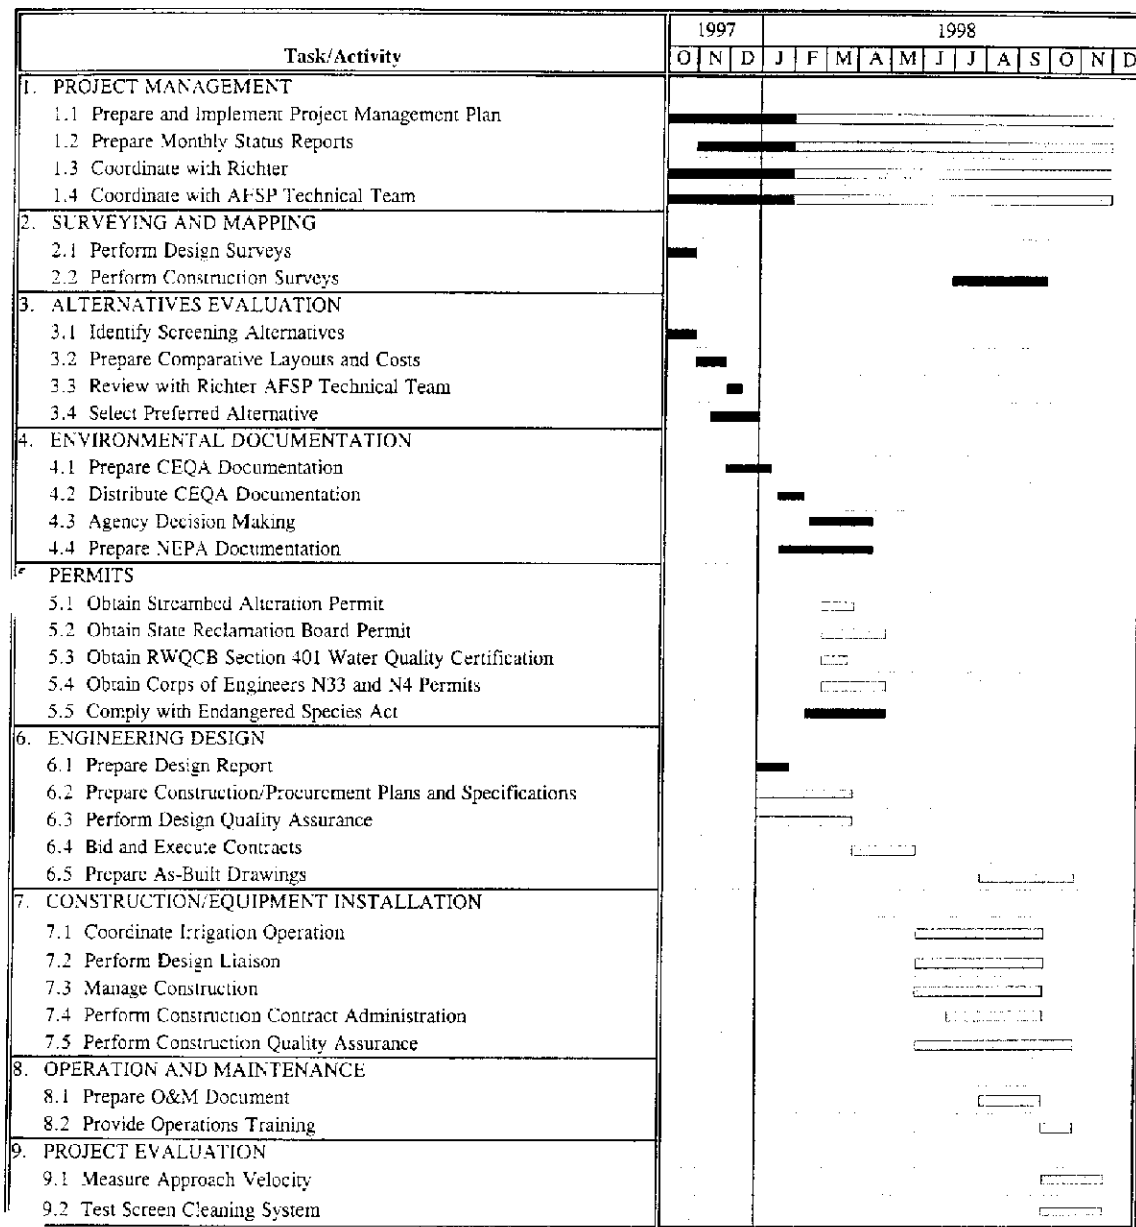 1997 1998
Task/Activity O N D J F M A M J J A S O N D
1. PROJECT MANAGEMENT
1.1 Prepare and Implement Project Management Plan
1.2 Prepare Monthly Status Reports
1.3 Coordinate with Richter
1.4 Coordinate with AFSP Technical Team
2. SURVEYING AND MAPPING
2.1 Perform Design Surveys
2.2 Perform Construction Surveys
3. ALTERNATIVES EVALUATION
3.1 Identify Screening Alternatives
3.2 Prepare Comparative Layouts and Costs
3.3 Review with Richter AFSP Technical Team
3.4 Select Preferred Alternative
4. ENVIRONMENTAL DOCUMENTATION
4.1 Prepare CEQA Documentation
4.2 Distribute CEQA Documentation
4.3 Agency Decision Making
4.4 Prepare NEPA Documentation
PERMITS
5.1 Obtain Streambed Alteration Permit
5.2 Obtain State Reclamation Board Permit
5.3 Obtain RWQCB Section 401 Water Quality Certification
5.4 Obtain Corps of Engineers N33 and N4 Permits
5.5 Comply with Endangered Species Act
6. ENGINEERING DESIGN
6.1 Prepare Design Report
6.2 Prepare Construction/Procurement Plans and Specifications
6.3 Perform Design Quality Assurance
6.4 Bid and Execute Contracts
6.5 Prepare As-Built Drawings
7. CONSTRUCTION/EQUIPMENT INSTALLATION
7.1 Coordinate Irrigation Operation
7.2 Perform Design Liaison
7.3 Manage Construction
7.4 Perform Construction Contract Administration
7.5 Perform Construction Quality Assurance
8. OPERATION AND MAINTENANCE
8.1 Prepare O&M Document
8.2 Provide Operations Training
9. PROJECT EVALUATION
9.1 Measure Approach Velocity
9.2 Test Screen Cleaning System